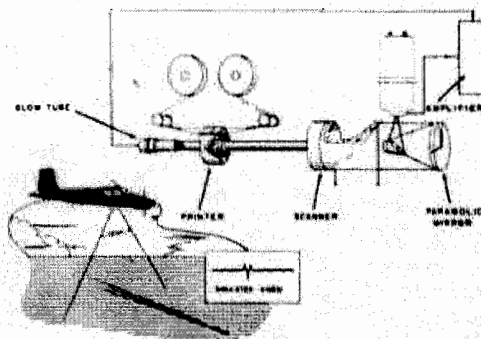 GLOW TUBE
AMPLIFIER
PRINTER
SCANNER
PARABOLIC
MIRROR